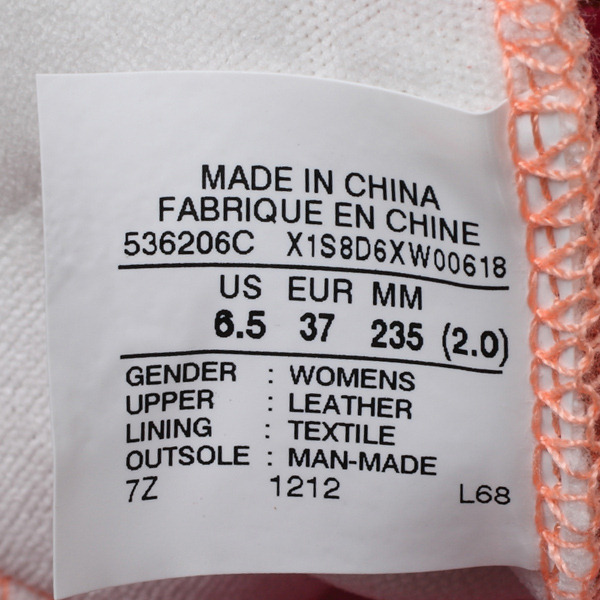 MADE IN CHINA
FABRIQUE EN CHINE
536206C X1S8D6XW00618
US EUR MM
6.5 37 235 (2.0)
GENDER : WOMENS
UPPER : LEATHER
LINING : TEXTILE
OUTSOLE : MAN-MADE
7Z 1212 L68